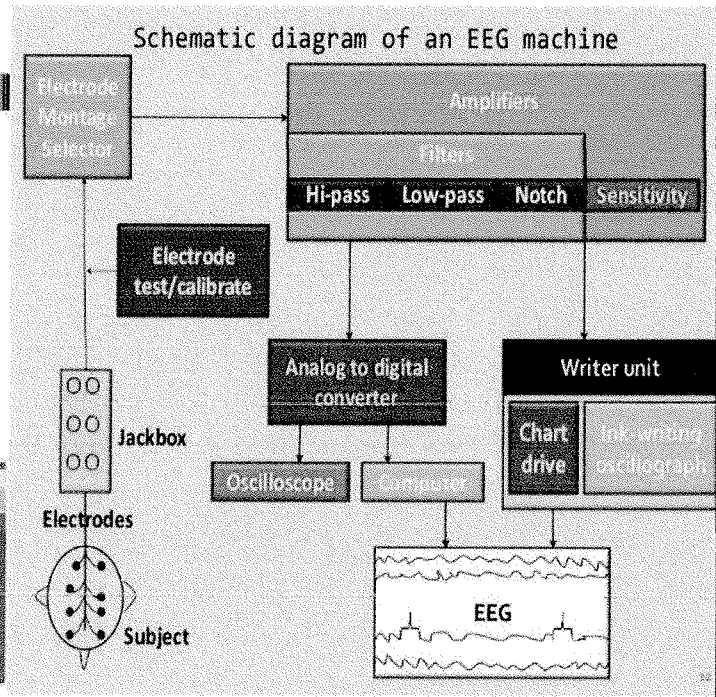 Schematic diagram of an EEG machine
Electrode
Montage
Selector
Amplifiers
Filters
Hi-pass Low-pass Notch Sensitivity
Electrode
test/calibrate
Analog to digital
converter
Writer unit
Jackbox
Chart
drive
Ink-writing
oscillograph
Oscilloscope
Computer
Electrodes
EEG
Subject